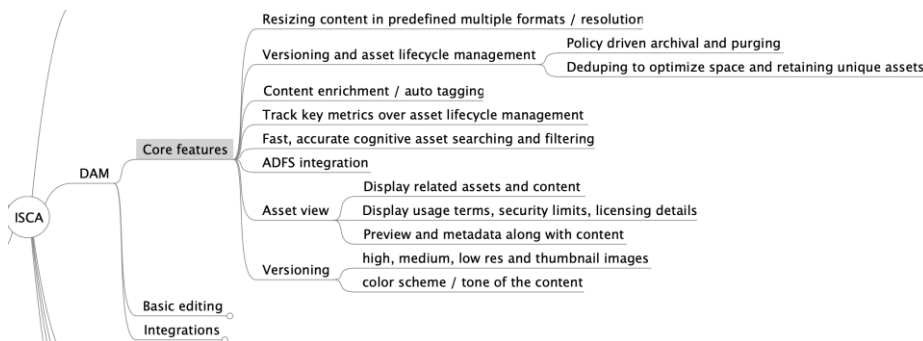 Resizing content in predefined multiple formats / resolution
Versioning and asset lifecycle management
Policy driven archival and purging
Deduping to optimize space and retaining unique assets
Content enrichment / auto tagging
Track key metrics over asset lifecycle management
Core features
Fast, accurate cognitive asset searching and filtering
ADFS integration
DAM
Display related assets and content
ISCA
Asset view
Display usage terms, security limits, licensing details
Preview and metadata along with content
Versioning
high, medium, low res and thumbnail images
color scheme / tone of the content
Basic editing
Integrations